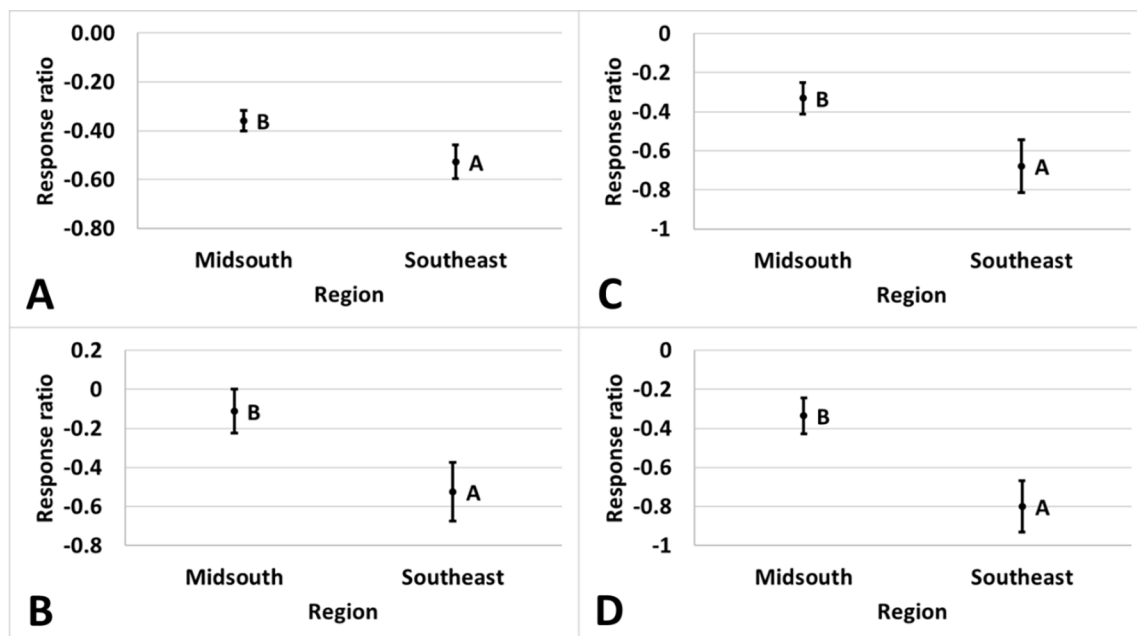 0.00
-0.20
-0.40
-0.60
-0.80
Response ratio
B
A
Midsouth Southeast
Region
A
0
-0.2
-0.4
-0.6
-0.8
-1
Response ratio
B
A
Midsouth Southeast
Region
C
0.2
0
-0.2
-0.4
-0.6
-0.8
Response ratio
B
A
Midsouth Southeast
Region
B
0
-0.2
-0.4
-0.6
-0.8
-1
Response ratio
B
A
Midsouth Southeast
Region
D